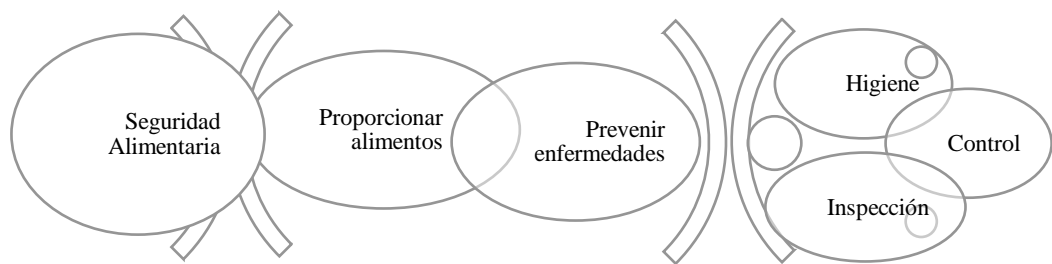 Seguridad
Alimentaria
Proporcionar
alimentos
Prevenir
enfermedades
Higiene
Control
Inspección